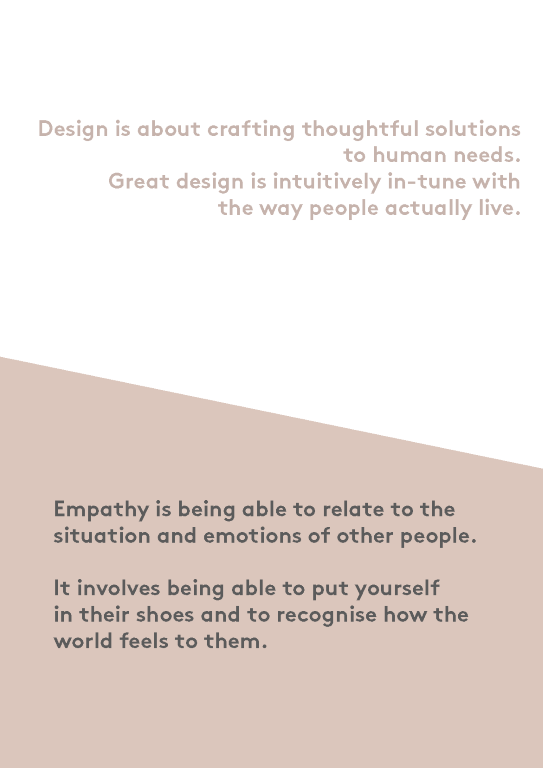 Design is about crafting thoughtful solutions
to human needs.
Great design is intuitively in-tune with
the way people actually live.
Empathy is being able to relate to the
situation and emotions of other people.
It involves being able to put yourself
in their shoes and to recognise how the
world feels to them.